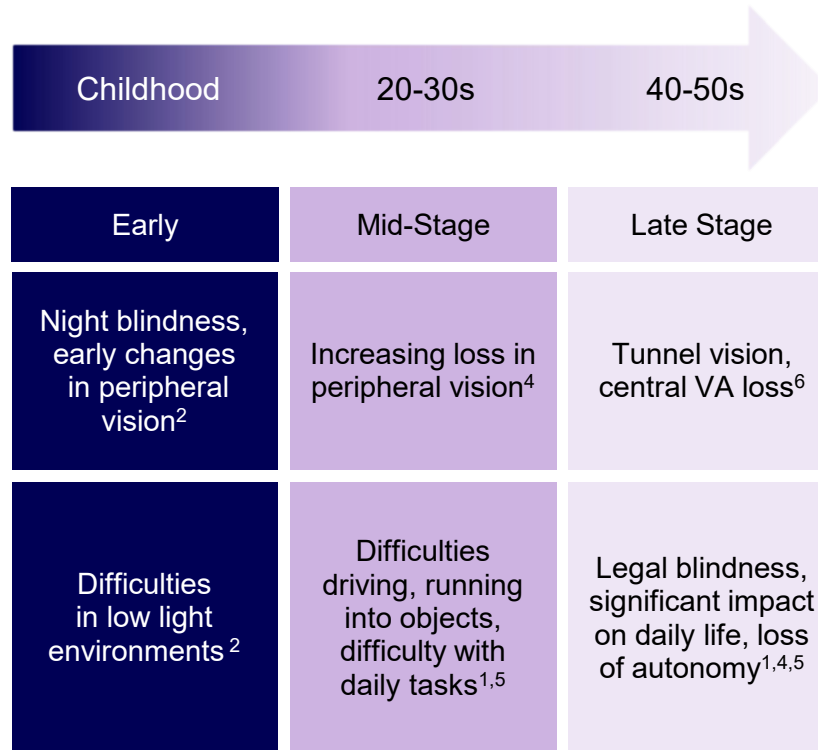 Childhood
20-30s
40-50s
Early
Mid-Stage
Late Stage
Night blindness,
early changes
in peripheral
vision²
Increasing loss in
peripheral vision⁴
Tunnel vision,
central VA loss⁶
Difficulties
in low light
environments ²
Difficulties
driving, running
into objects,
difficulty with
daily tasks¹,⁵
Legal blindness,
significant impact
on daily life, loss
of autonomy¹,⁴,⁵